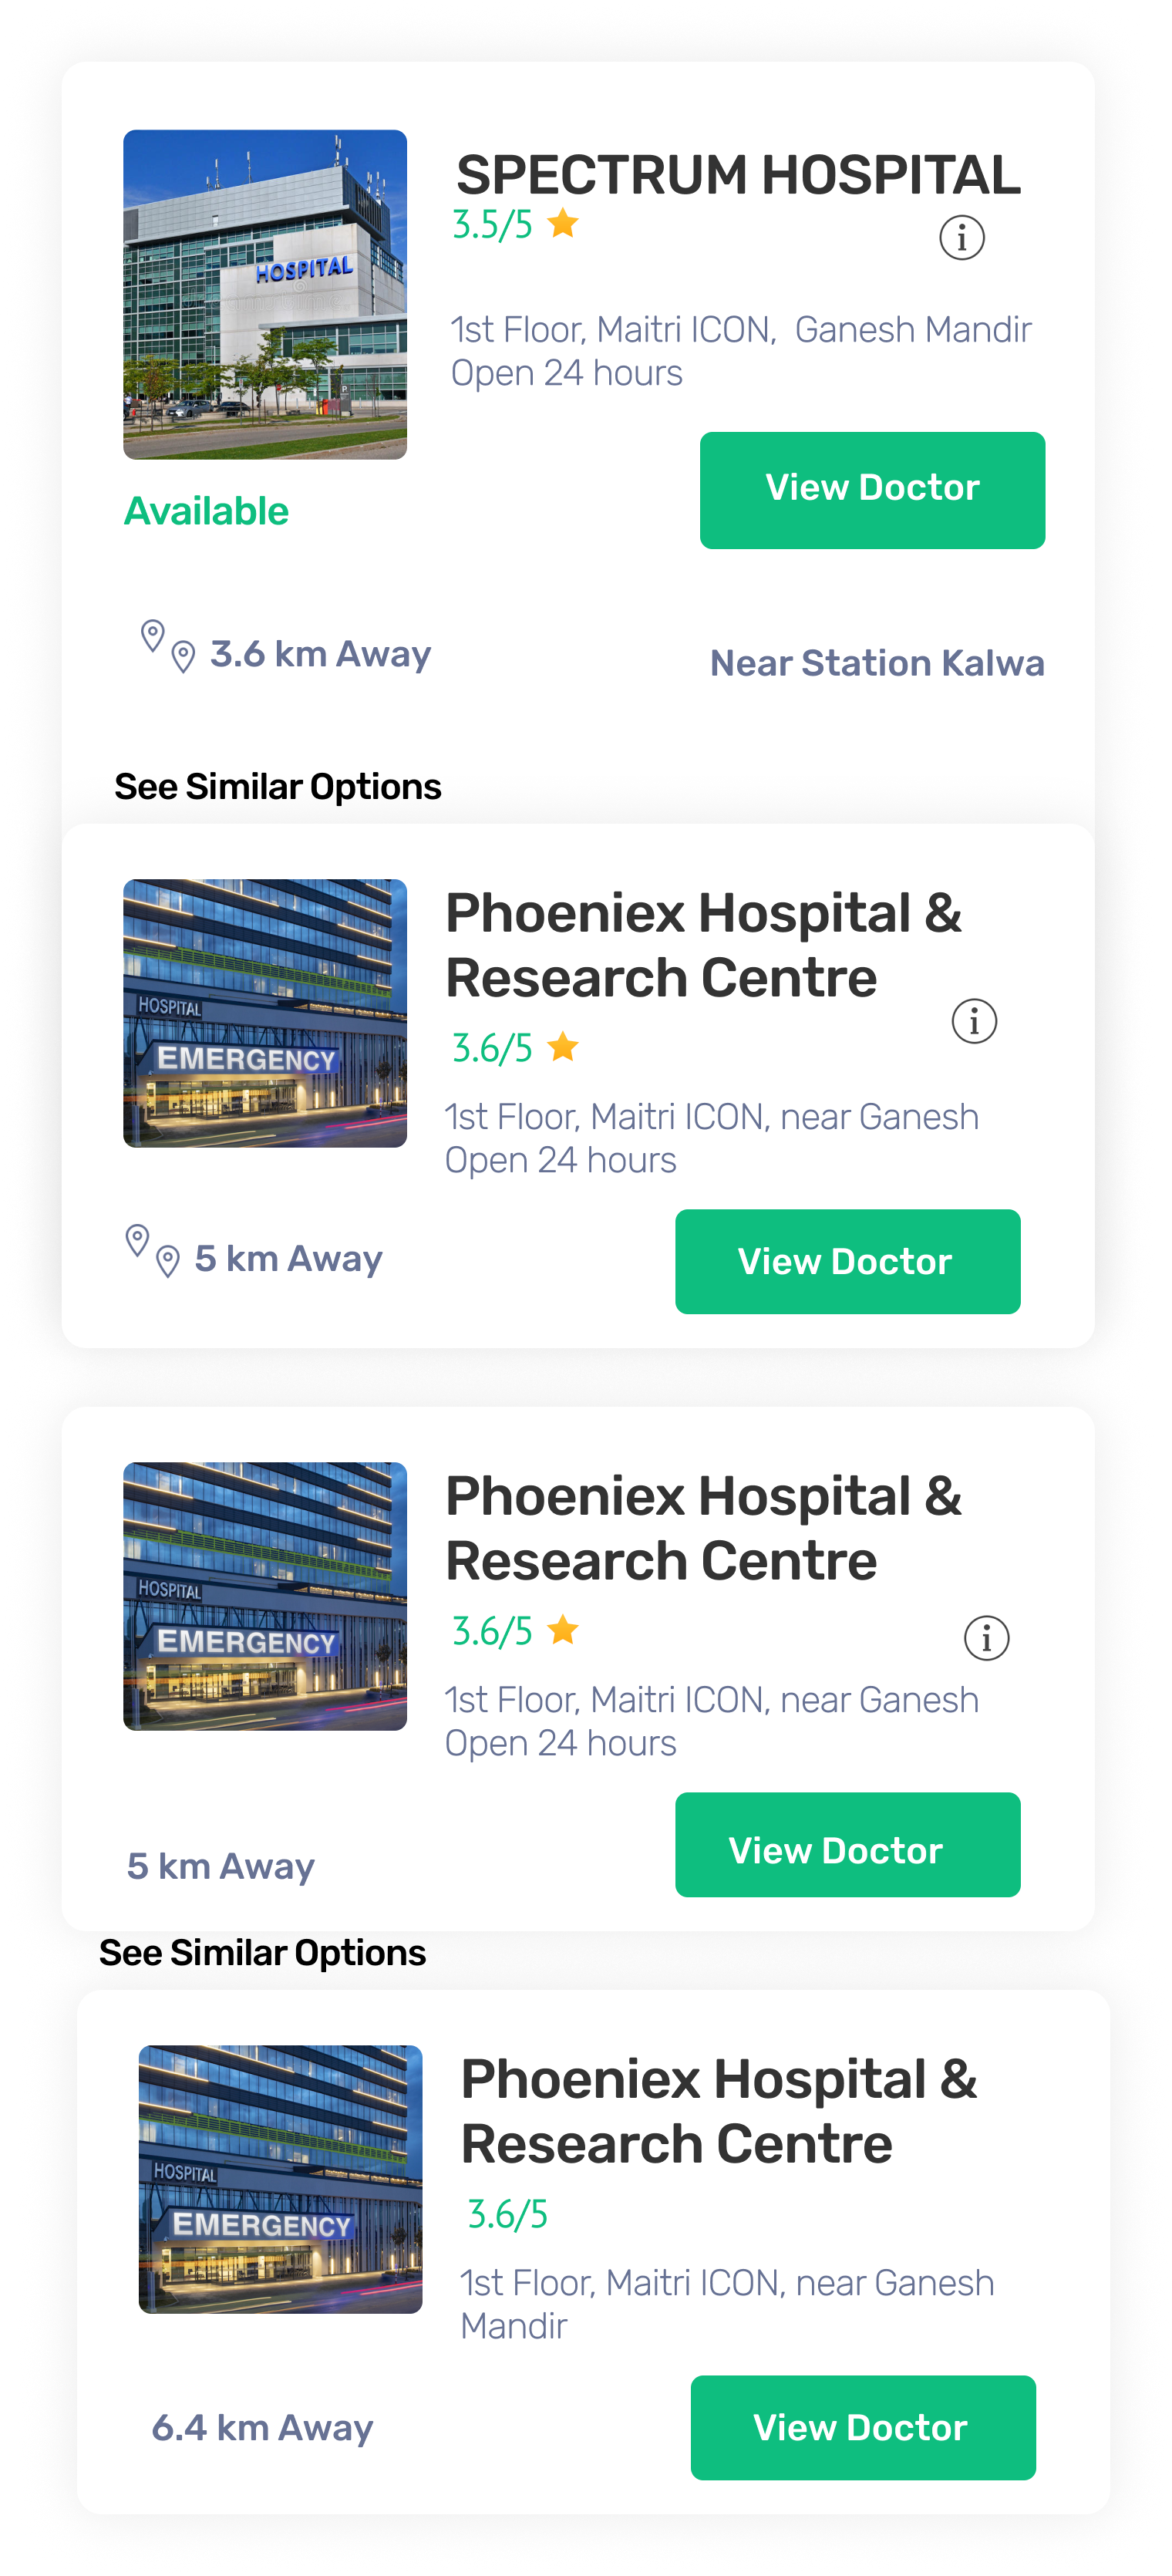 SPECTRUM HOSPITAL
3.5/5
HOSPITAL
1st Floor, Maitri ICON,  Ganesh Mandir
Open 24 hours
View Doctor
Available
3.6 km Away
Near Station Kalwa
See Similar Options
Phoeniex Hospital &
Research Centre
HOSPITAL
EMERGENCY
3.6/5
1st Floor, Maitri ICON, near Ganesh
Open 24 hours
5 km Away
View Doctor
Phoeniex Hospital &
Research Centre
HOSPITAL
EMERGENCY
3.6/5
1st Floor, Maitri ICON, near Ganesh
Open 24 hours
View Doctor
5 km Away
See Similar Options
Phoeniex Hospital &
Research Centre
HOSPITAL
EMERGENCY
3.6/5
1st Floor, Maitri ICON, near Ganesh
Mandir
6.4 km Away
View Doctor